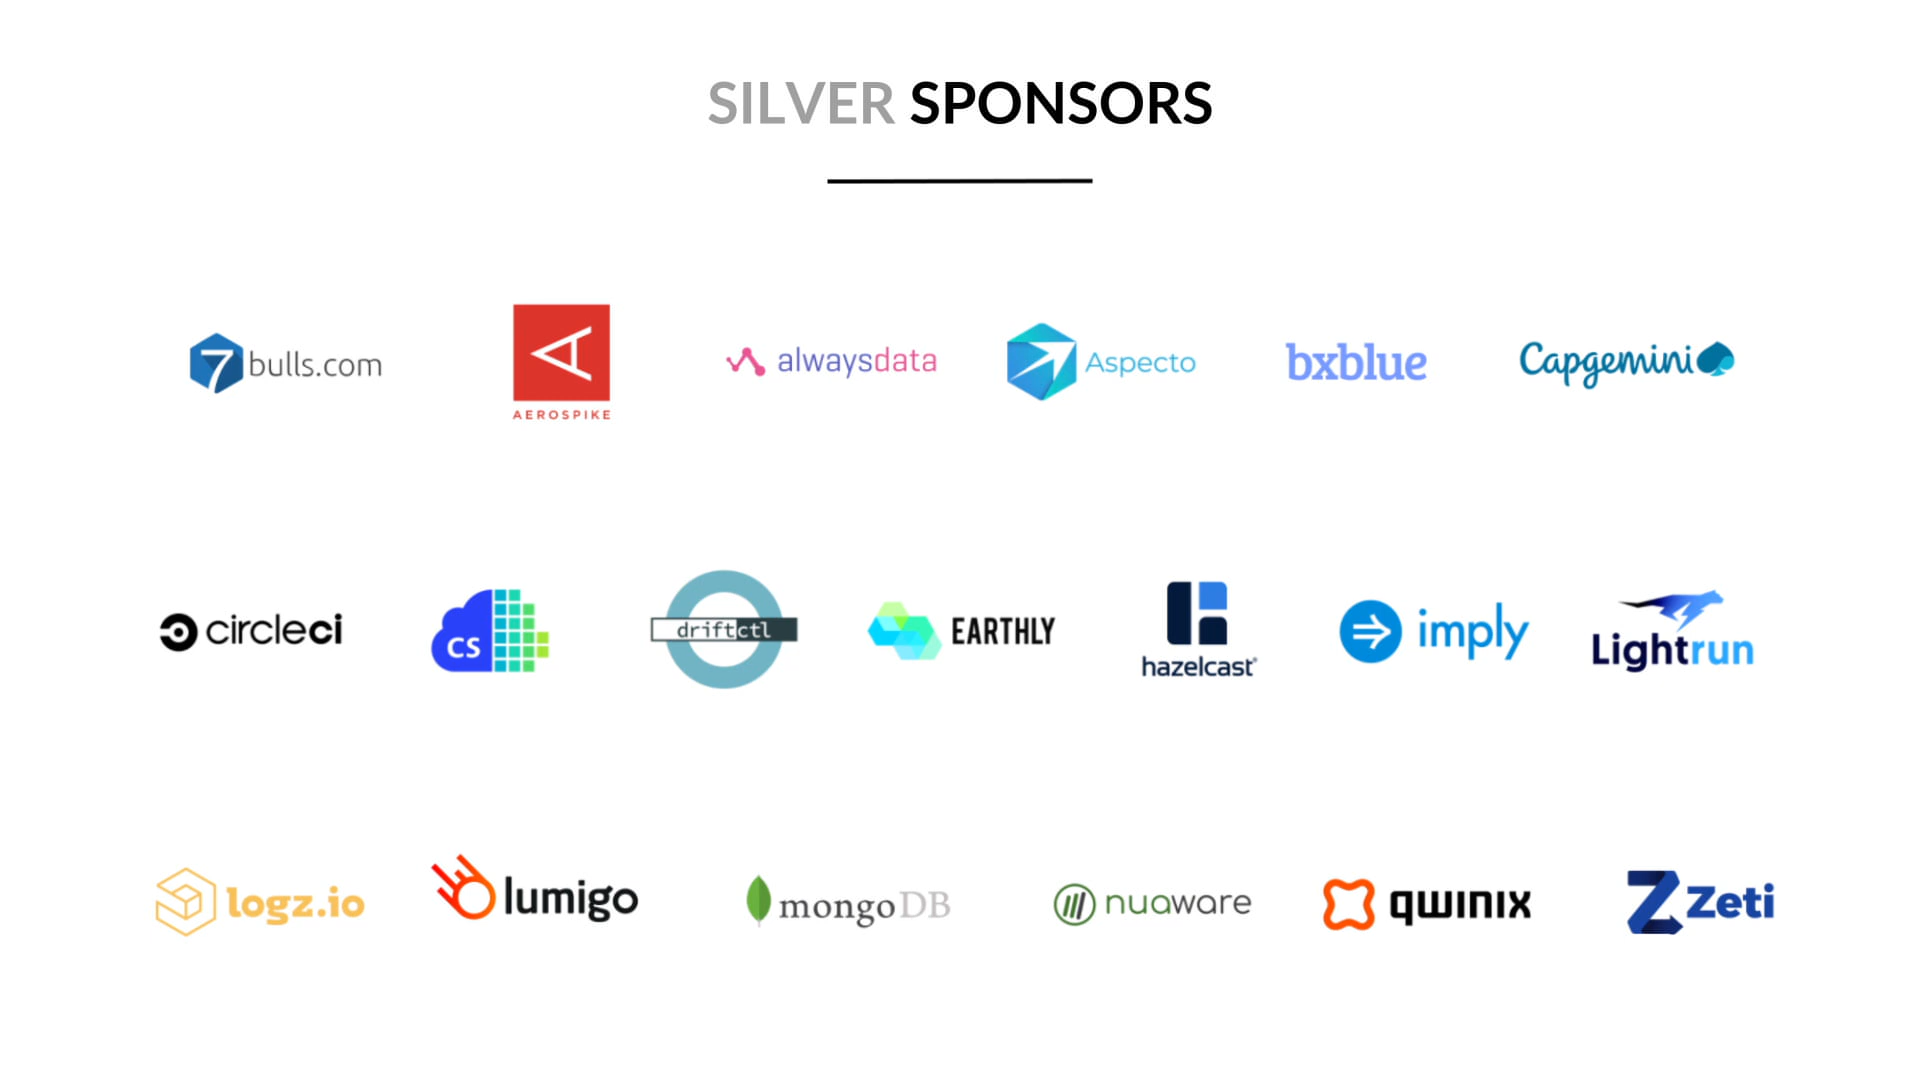 SILVER SPONSORS
7bulls.com
AEROSPIKE
alwaysdata
Aspecto
bxblue
Capgemini
circleci
CS
driftctl
EARTHLY
hazelcast
imply
Lightrun
logz.io
lumigo
mongoDB
nuaware
qwinix
Zeti